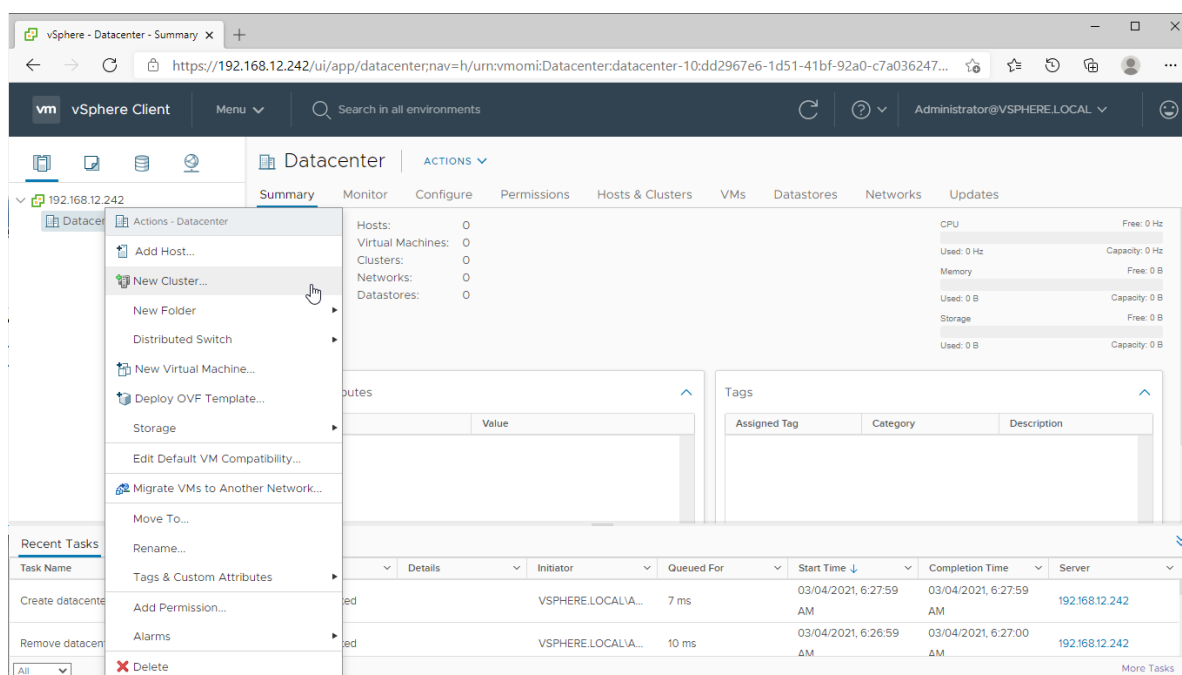 vSphere - Datacenter - Summary
https://192.168.12.242/ui/app/datacenter;nav=h/urn:vmomi:Datacenter:datacenter-10:dd2967e6-1d51-41bf-92a0-c7a036247...
vm vSphere Client Menu Search in all environments Administrator@VSPHERE.LOCAL
Datacenter ACTIONS
Summary Monitor Configure Permissions Hosts & Clusters VMs Datastores Networks Updates
192.168.12.242
Datacer
Actions - Datacenter
Add Host...
New Cluster...
New Folder
Distributed Switch
New Virtual Machine...
Deploy OVF Template...
Storage
Edit Default VM Compatibility...
Migrate VMs to Another Network...
Move To...
Rename...
Tags & Custom Attributes
Add Permission...
Alarms
Delete
Hosts: 0
Virtual Machines: 0
Clusters: 0
Networks: 0
Datastores: 0
CPU Free: 0 Hz
Used: 0 Hz Capacity: 0 Hz
Memory Free: 0 B
Used: 0 B Capacity: 0 B
Storage Free: 0 B
Used: 0 B Capacity: 0 B
butes
Value
Tags
Assigned Tag Category Description
Recent Tasks
Task Name Details Initiator Queued For Start Time Completion Time Server
Create datacente ted VSPHERE.LOCAL\A... 7 ms 03/04/2021, 6:27:59 AM 03/04/2021, 6:27:59 AM 192.168.12.242
Remove datacen ted VSPHERE.LOCAL\A... 10 ms 03/04/2021, 6:26:59 AM 03/04/2021, 6:27:00 AM 192.168.12.242
All More Tasks